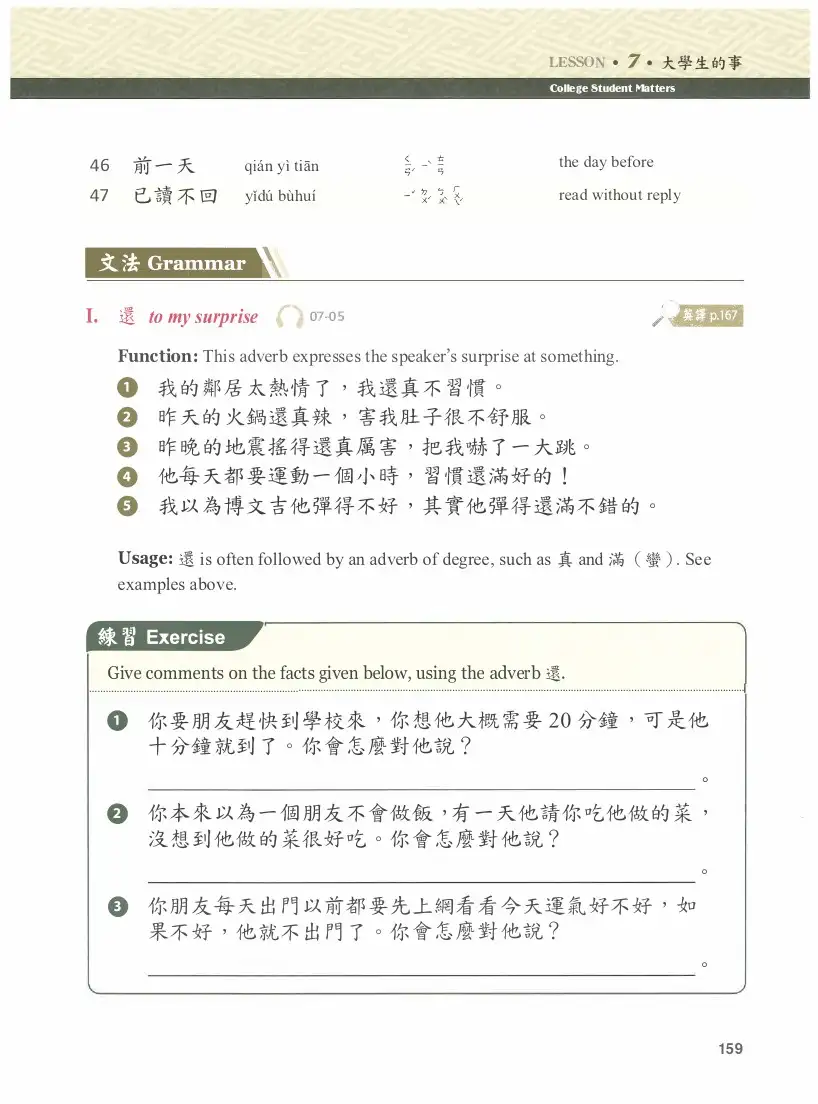 LESSON • 7 • 大學生的事
College Student Matters
46 前一天 qián yì tiān ㄑㄧㄢˊ ㄧˋ ㄊㄧㄢ the day before
47 已讀不回 yǐdú bùhuí ㄧˇ ㄉㄨˊ ㄅㄨˋ ㄏㄨㄟˊ read without reply
文法 Grammar
I. 還 to my surprise 07-05 英譯 p.167
Function: This adverb expresses the speaker's surprise at something.
1 我的鄰居太熱情了，我還真不習慣。
2 昨天的火鍋還真辣，害我肚子很不舒服。
3 昨晚的地震搖得還真厲害，把我嚇了一大跳。
4 他每天都要運動一個小時，習慣還滿好的！
5 我以為博文吉他彈得不好，其實他彈得還滿不錯的。
Usage: 還 is often followed by an adverb of degree, such as 真 and 滿（蠻）. See
examples above.
練習 Exercise
Give comments on the facts given below, using the adverb 還.
1 你要朋友趕快到學校來，你想他大概需要 20 分鐘，可是他
十分鐘就到了。你會怎麼對他說？
。
2 你本來以為一個朋友不會做飯，有一天他請你吃他做的菜，
沒想到他做的菜很好吃。你會怎麼對他說？
。
3 你朋友每天出門以前都要先上網看看今天運氣好不好，如
果不好，他就不出門了。你會怎麼對他說？
。
159